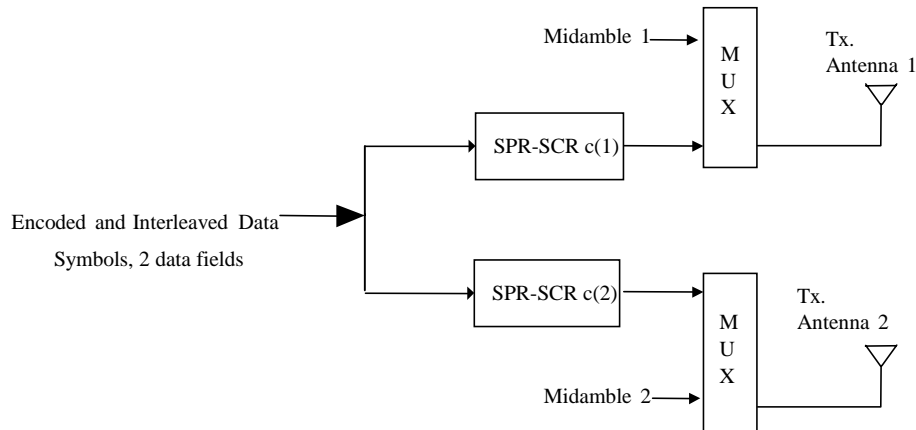 Midamble 1
M
U
X
Tx.
Antenna 1
SPR-SCR c(1)
Encoded and Interleaved Data
Symbols, 2 data fields
SPR-SCR c(2)
M
U
X
Tx.
Antenna 2
Midamble 2